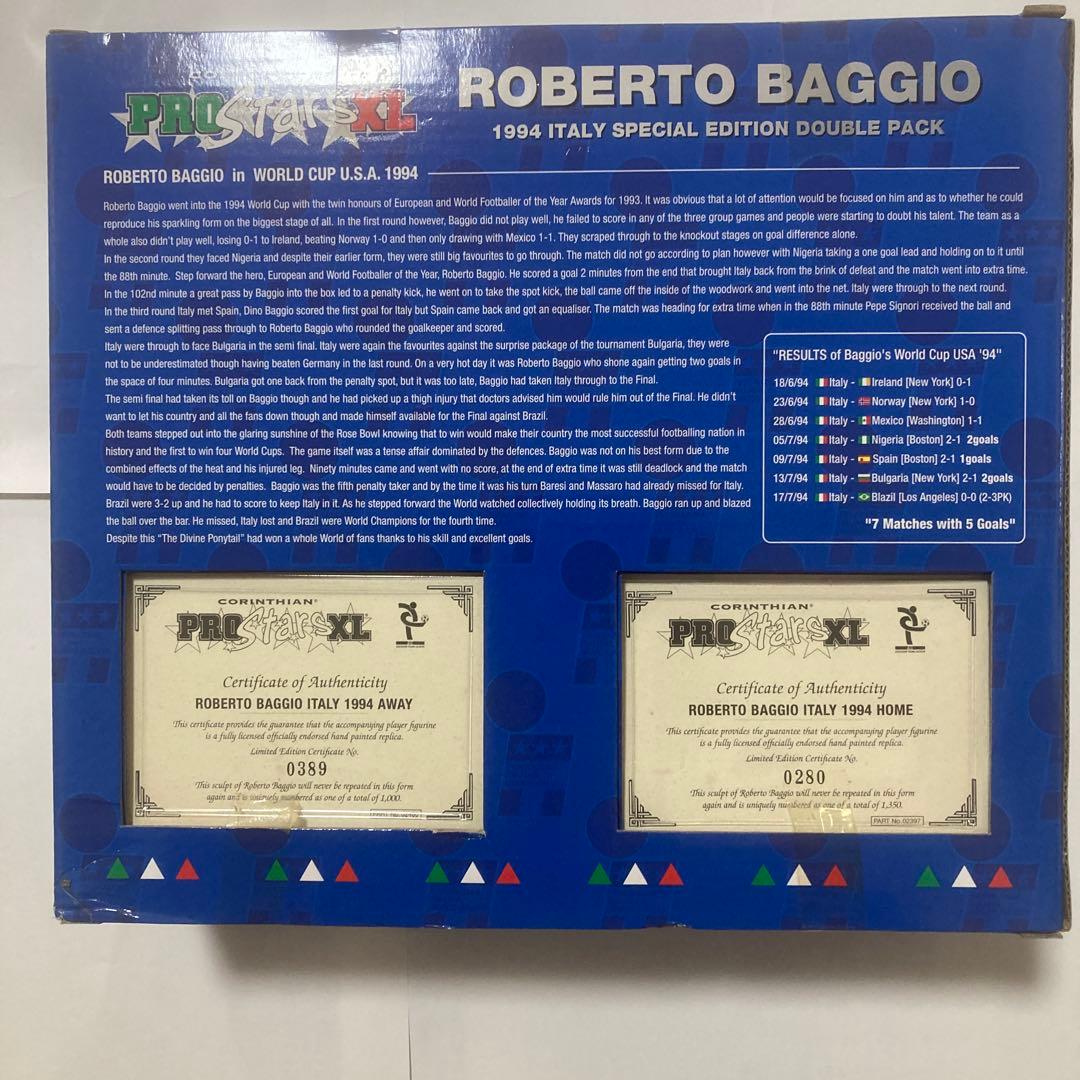 PROStarsXL
ROBERTO BAGGIO
1994 ITALY SPECIAL EDITION DOUBLE PACK
ROBERTO BAGGIO in WORLD CUP U.S.A. 1994
Roberto Baggio went into the 1994 World Cup with the twin honours of European and World Footballer of the Year Awards for 1993. It was obvious that a lot of attention would be focused on him and as to whether he could
reproduce his sparkling form on the biggest stage of all. In the first round however, Baggio did not play well, he failed to score in any of the three group games and people were starting to doubt his talent. The team as a
whole also didn't play well, losing 0-1 to Ireland, beating Norway 1-0 and then only drawing with Mexico 1-1. They scraped through to the knockout stages on goal difference alone.
In the second round they faced Nigeria and despite their earlier form, they were still big favourites to go through. The match did not go according to plan however with Nigeria taking a one goal lead and holding on to it until
the 88th minute. Step forward the hero, European and World Footballer of the Year, Roberto Baggio. He scored a goal 2 minutes from the end that brought Italy back from the brink of defeat and the match went into extra time.
In the 102nd minute a great pass by Baggio into the box led to a penalty kick, he went on to take the spot kick, the ball came off the inside of the woodwork and went into the net. Italy were through to the next round.
In the third round Italy met Spain, Dino Baggio scored the first goal for Italy but Spain came back and got an equaliser. The match was heading for extra time when in the 88th minute Pepe Signori received the ball and
sent a defence splitting pass through to Roberto Baggio who rounded the goalkeeper and scored.
Italy were through to face Bulgaria in the semi final. Italy were again the favourites against the surprise package of the tournament Bulgaria, they were
not to be underestimated though having beaten Germany in the last round. On a very hot day it was Roberto Baggio who shone again getting two goals in
the space of four minutes. Bulgaria got one back from the penalty spot, but it was too late, Baggio had taken Italy through to the Final.
The semi final had taken its toll on Baggio though and he had picked up a thigh injury that doctors advised him would rule him out of the Final. He didn't
want to let his country and all the fans down though and made himself available for the Final against Brazil.
Both teams stepped out into the glaring sunshine of the Rose Bowl knowing that to win would make their country the most successful footballing nation in
history and the first to win four World Cups. The game itself was a tense affair dominated by the defences. Baggio was not on his best form due to the
combined effects of the heat and his injured leg. Ninety minutes came and went with no score, at the end of extra time it was still deadlock and the match
would have to be decided by penalties. Baggio was the fifth penalty taker and by the time it was his turn Baresi and Massaro had already missed for Italy.
Brazil were 3-2 up and he had to score to keep Italy in it. As he stepped forward the World watched collectively holding its breath. Baggio ran up and blazed
the ball over the bar. He missed, Italy lost and Brazil were World Champions for the fourth time.
Despite this "The Divine Ponytail" had won a whole World of fans thanks to his skill and excellent goals.
"RESULTS of Baggio's World Cup USA '94"
18/6/94 Italy - Ireland [New York] 0-1
23/6/94 Italy - Norway [New York] 1-0
28/6/94 Italy - Mexico [Washington] 1-1
05/7/94 Italy - Nigeria [Boston] 2-1 2goals
09/7/94 Italy - Spain [Boston] 2-1 1goals
13/7/94 Italy - Bulgaria [New York] 2-1 2goals
17/7/94 Italy - Blazil [Los Angeles] 0-0 (2-3PK)
"7 Matches with 5 Goals"
CORINTHIAN®
PROStarsXL®
Certificate of Authenticity
ROBERTO BAGGIO ITALY 1994 AWAY
This certificate provides the guarantee that the accompanying player figurine
is a fully licensed officially endorsed hand painted replica.
Limited Edition Certificate No.
0389
This sculpt of Roberto Baggio will never be repeated in this form
again and is uniquely numbered as one of a total of 1,000.
CORINTHIAN®
PROStarsXL®
Certificate of Authenticity
ROBERTO BAGGIO ITALY 1994 HOME
This certificate provides the guarantee that the accompanying player figurine
is a fully licensed officially endorsed hand painted replica.
Limited Edition Certificate No.
0280
This sculpt of Roberto Baggio will never be repeated in this form
again and is uniquely numbered as one of a total of 1,350.
PART No.02397